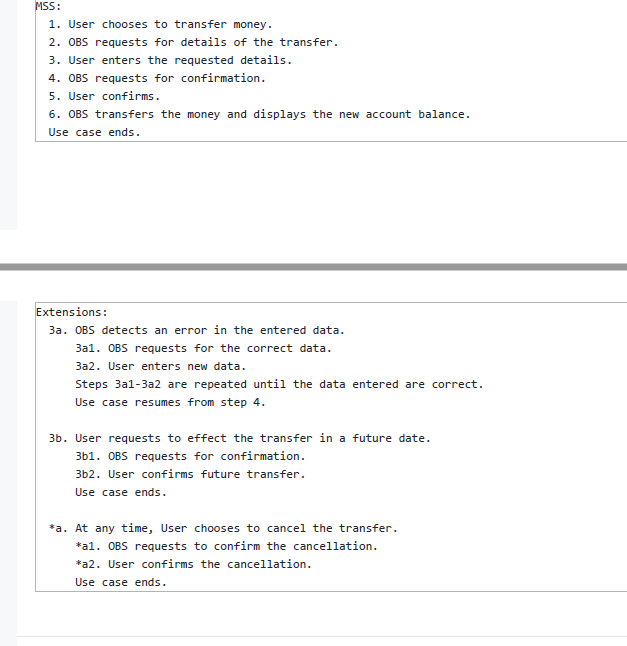 MSS:
1. User chooses to transfer money.
2. OBS requests for details of the transfer.
3. User enters the requested details.
4. OBS requests for confirmation.
5. User confirms.
6. OBS transfers the money and displays the new account balance.
Use case ends.
Extensions:
3a. OBS detects an error in the entered data.
3a1. OBS requests for the correct data.
3a2. User enters new data.
Steps 3a1-3a2 are repeated until the data entered are correct.
Use case resumes from step 4.
3b. User requests to effect the transfer in a future date.
3b1. OBS requests for confirmation.
3b2. User confirms future transfer.
Use case ends.
*a. At any time, User chooses to cancel the transfer.
*a1. OBS requests to confirm the cancellation.
*a2. User confirms the cancellation.
Use case ends.